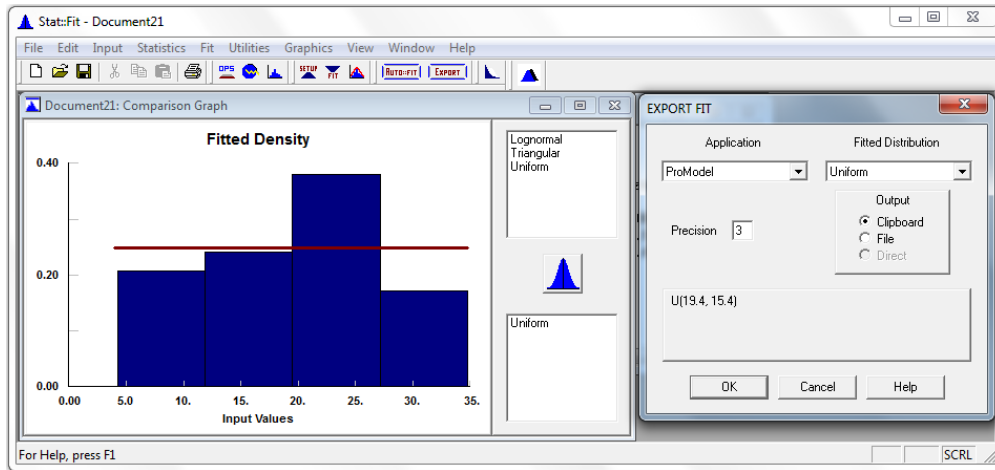 Stat::Fit - Document21
File Edit Input Statistics Fit Utilities Graphics View Window Help
OPS SETUP FIT AUTO::FIT EXPORT
Document21: Comparison Graph
Fitted Density
0.40
0.20
0.00
0.00 5.0 10. 15. 20. 25. 30. 35.
Input Values
Lognormal
Triangular
Uniform
Uniform
EXPORT FIT
Application Fitted Distribution
ProModel Uniform
Output
Precision 3
Clipboard
File
Direct
U(19.4, 15.4)
OK Cancel Help
For Help, press F1 SCRL